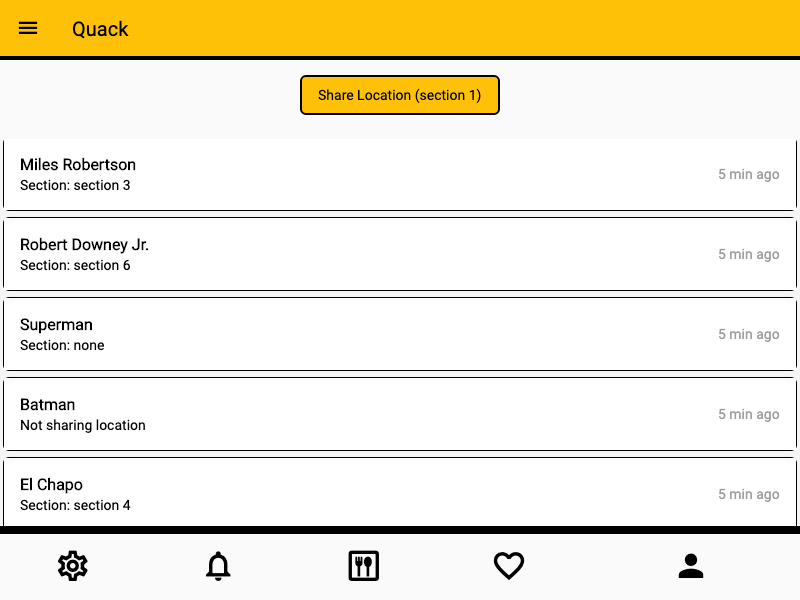 Quack
Share Location (section 1)
Miles Robertson
Section: section 3
5 min ago
Robert Downey Jr.
Section: section 6
5 min ago
Superman
Section: none
5 min ago
Batman
Not sharing location
5 min ago
El Chapo
Section: section 4
5 min ago